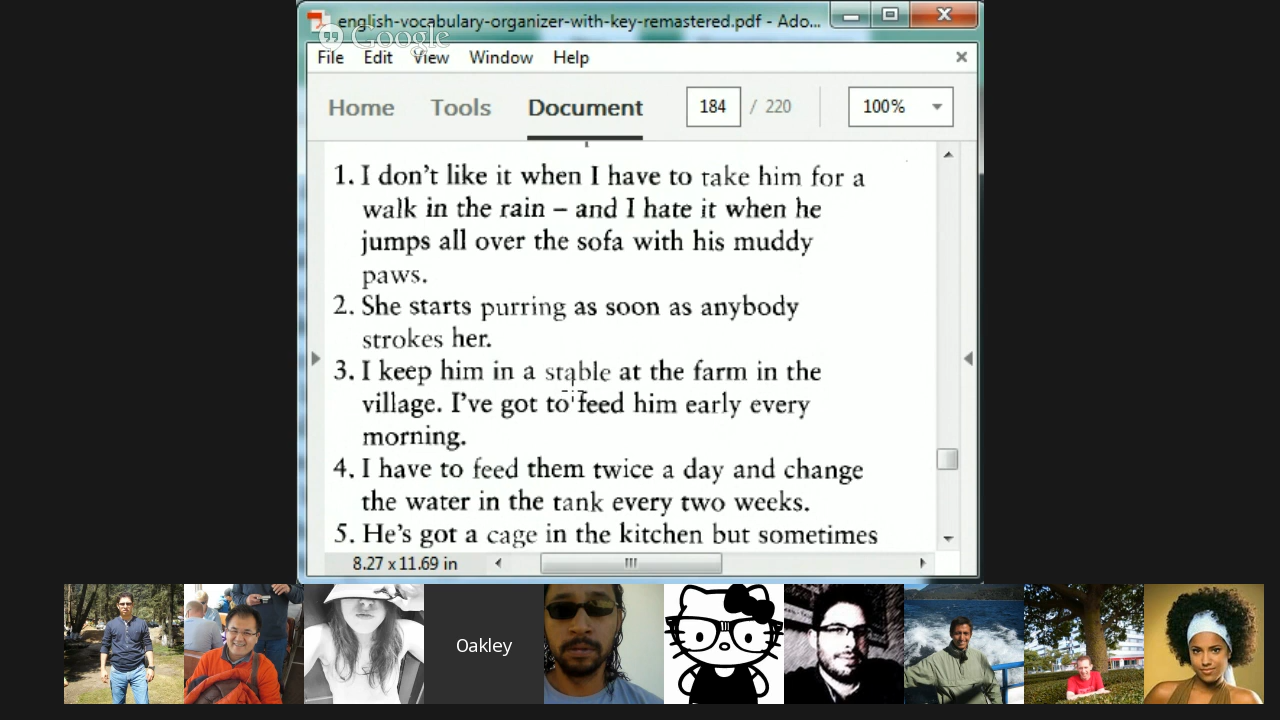 english-vocabulary-organizer-with-key-remastered.pdf - Ado...
Google
File Edit View Window Help
Home Tools Document 184 / 220 100%
1. I don't like it when I have to take him for a
walk in the rain – and I hate it when he
jumps all over the sofa with his muddy
paws.
2. She starts purring as soon as anybody
strokes her.
3. I keep him in a stable at the farm in the
village. I've got to feed him early every
morning.
4. I have to feed them twice a day and change
the water in the tank every two weeks.
5. He's got a cage in the kitchen but sometimes
8.27 x 11.69 in
Oakley